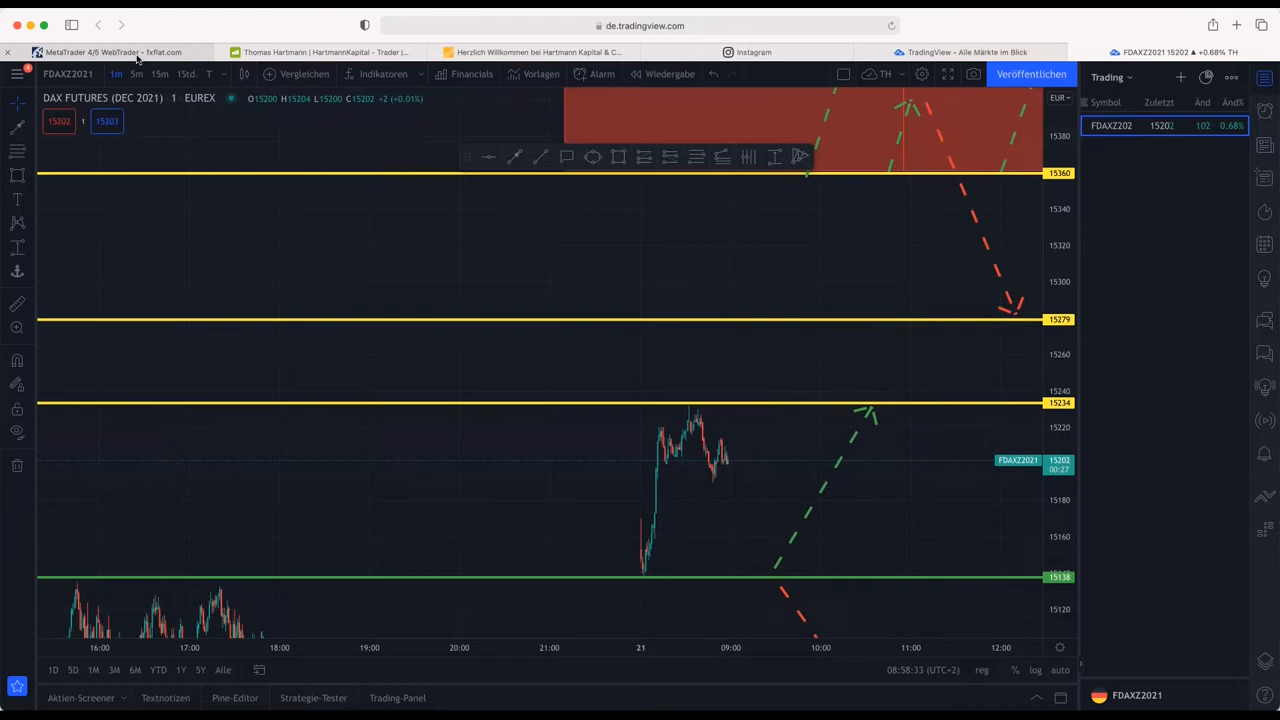 de.tradingview.com
MetaTrader 4/5 WebTrader - fxflat.com
Thomas Hartmann | HartmannKapital - Trader |...
Herzlich Willkommen bei Hartmann Kapital & C...
Instagram
TradingView - Alle Märkte im Blick
FDAXZ2021 15202 ▲ +0.68% TH
FDAXZ2021 1m 5m 15m 1Std. T Vergleichen Indikatoren Financials Vorlagen Alarm Wiedergabe TH Veröffentlichen
Trading
DAX FUTURES (DEC 2021) · 1 · EUREX O15200 H15204 L15200 C15202 +2 (+0.01%)
EUR
Symbol Zuletzt Änd Änd%
15202 1 15203
FDAXZ202 15202 102 0.68%
15380
15360
15340
15320
15300
15279
15260
15240
15234
15220
FDAXZ2021 15202
00:27
15180
15160
15138
15120
16:00 17:00 18:00 19:00 20:00 21:00 21 09:00 10:00 11:00 12:00
1D 5D 1M 3M 6M YTD 1Y 5Y Alle 08:58:33 (UTC+2) reg % log auto
Aktien-Screener Textnotizen Pine-Editor Strategie-Tester Trading-Panel
FDAXZ2021